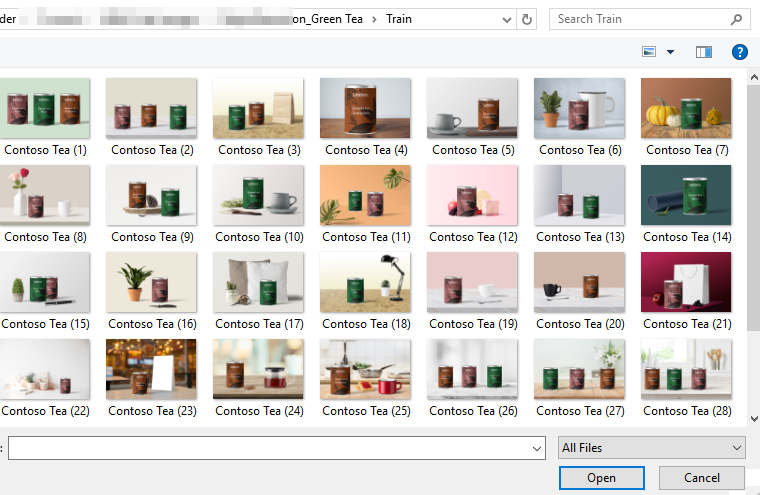 der
on_Green Tea > Train
Search Train
Contoso Tea (1) Contoso Tea (2) Contoso Tea (3) Contoso Tea (4) Contoso Tea (5) Contoso Tea (6) Contoso Tea (7)
Contoso Tea (8) Contoso Tea (9) Contoso Tea (10) Contoso Tea (11) Contoso Tea (12) Contoso Tea (13) Contoso Tea (14)
Contoso Tea (15) Contoso Tea (16) Contoso Tea (17) Contoso Tea (18) Contoso Tea (19) Contoso Tea (20) Contoso Tea (21)
Contoso Tea (22) Contoso Tea (23) Contoso Tea (24) Contoso Tea (25) Contoso Tea (26) Contoso Tea (27) Contoso Tea (28)
: All Files
Open Cancel